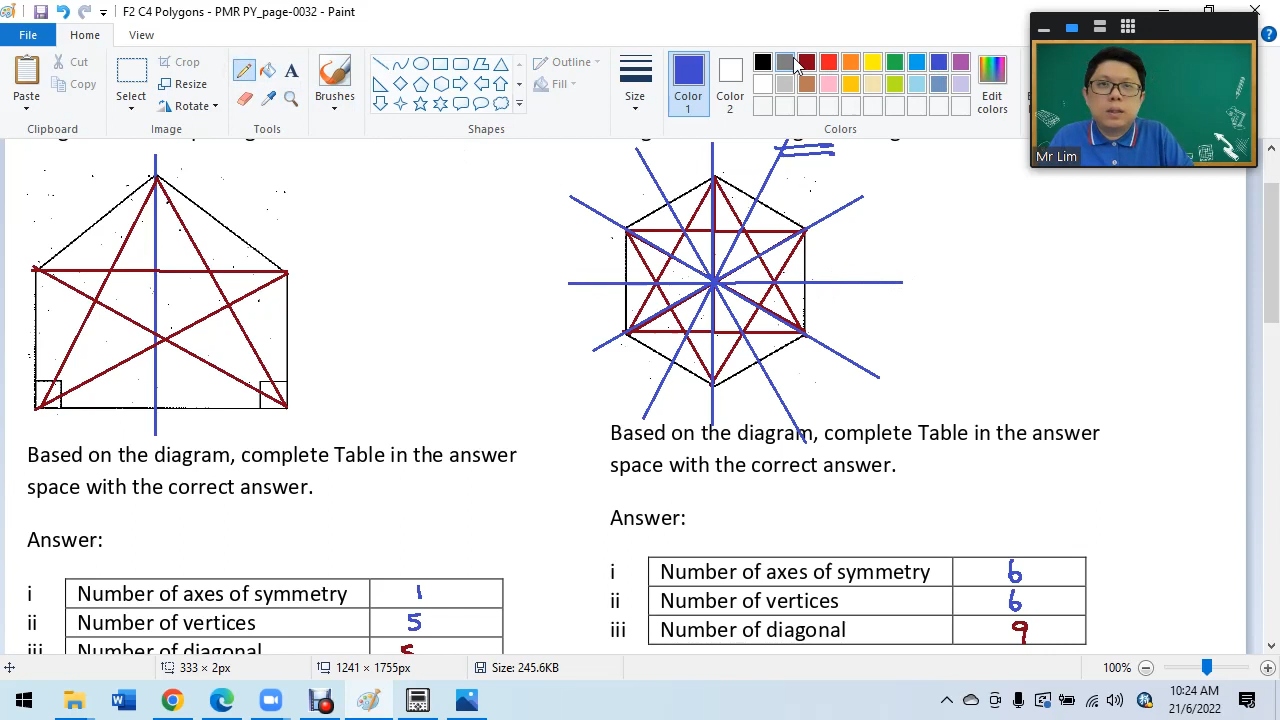 F2 C4 Polygons - PMR PY_page-0032 - Paint
File
Home
View
Paste
Cut
Copy
Clipboard
Select
Crop
Resize
Rotate
Image
A
Tools
Brushes
Outline
Fill
Shapes
Size
Color 1
Color 2
Edit colors
Colors
Mr Lim
Based on the diagram, complete Table in the answer
space with the correct answer.
Answer:
i Number of axes of symmetry 1
ii Number of vertices 5
iii Number of diagonal 5
Based on the diagram, complete Table in the answer
space with the correct answer.
Answer:
i Number of axes of symmetry 6
ii Number of vertices 6
iii Number of diagonal 9
333 × 2px
1241 × 1755px
Size: 245.6KB
100%
10:24 AM
21/6/2022